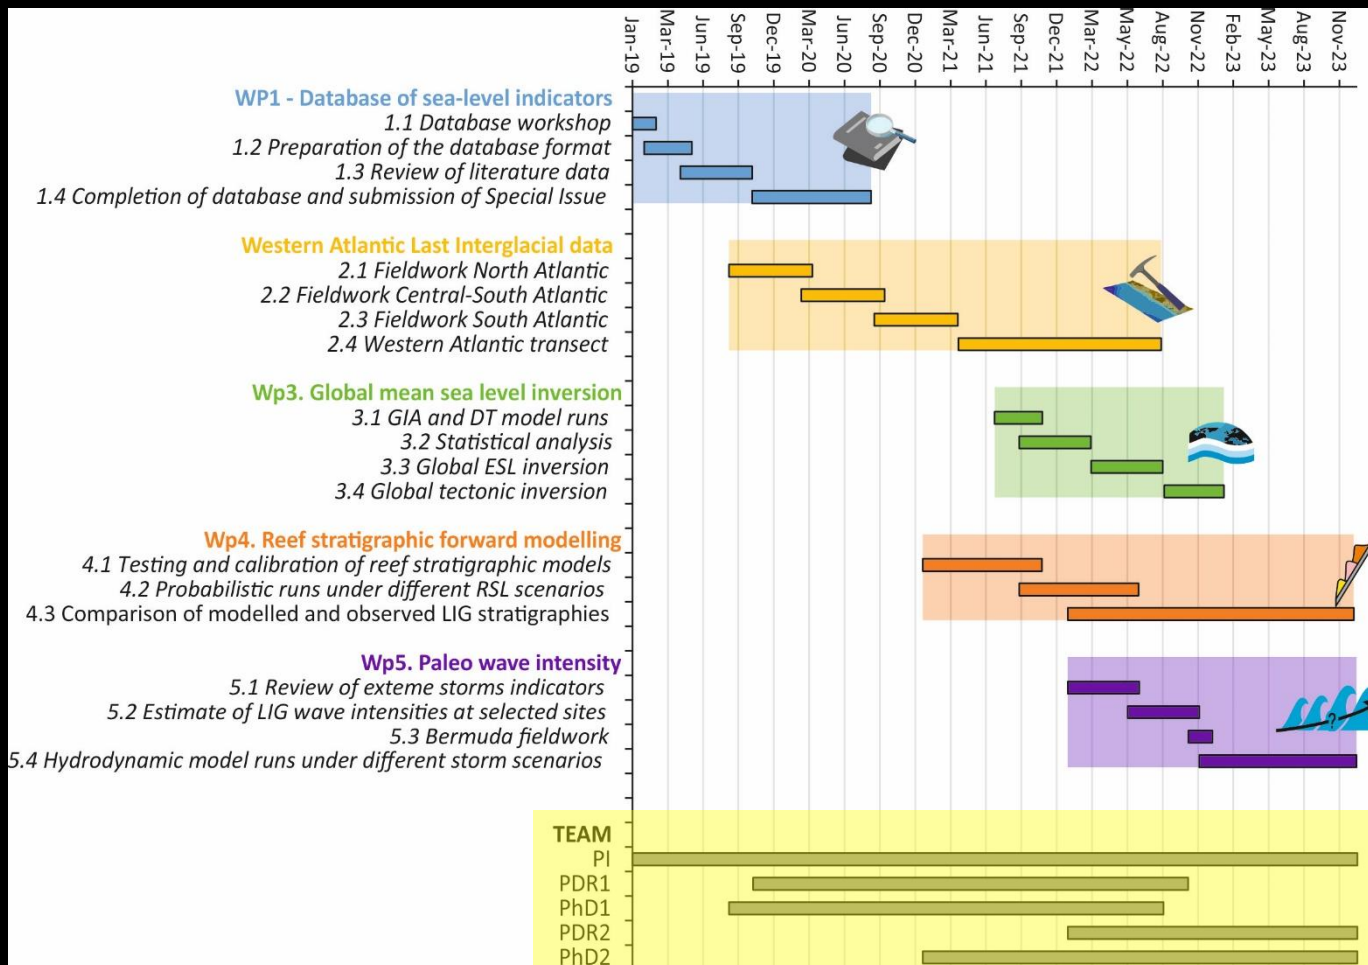 Jan-19 Mar-19 Jun-19 Sep-19 Dec-19 Mar-20 Jun-20 Sep-20 Dec-20 Mar-21 Jun-21 Sep-21 Dec-21 Mar-22 May-22 Aug-22 Nov-22 Feb-23 May-23 Aug-23 Nov-23
WP1 - Database of sea-level indicators
1.1 Database workshop
1.2 Preparation of the database format
1.3 Review of literature data
1.4 Completion of database and submission of Special Issue
Western Atlantic Last Interglacial data
2.1 Fieldwork North Atlantic
2.2 Fieldwork Central-South Atlantic
2.3 Fieldwork South Atlantic
2.4 Western Atlantic transect
Wp3. Global mean sea level inversion
3.1 GIA and DT model runs
3.2 Statistical analysis
3.3 Global ESL inversion
3.4 Global tectonic inversion
Wp4. Reef stratigraphic forward modelling
4.1 Testing and calibration of reef stratigraphic models
4.2 Probabilistic runs under different RSL scenarios
4.3 Comparison of modelled and observed LIG stratigraphies
Wp5. Paleo wave intensity
5.1 Review of exteme storms indicators
5.2 Estimate of LIG wave intensities at selected sites
?
5.3 Bermuda fieldwork
5.4 Hydrodynamic model runs under different storm scenarios
TEAM
PI
PDR1
PhD1
PDR2
PhD2